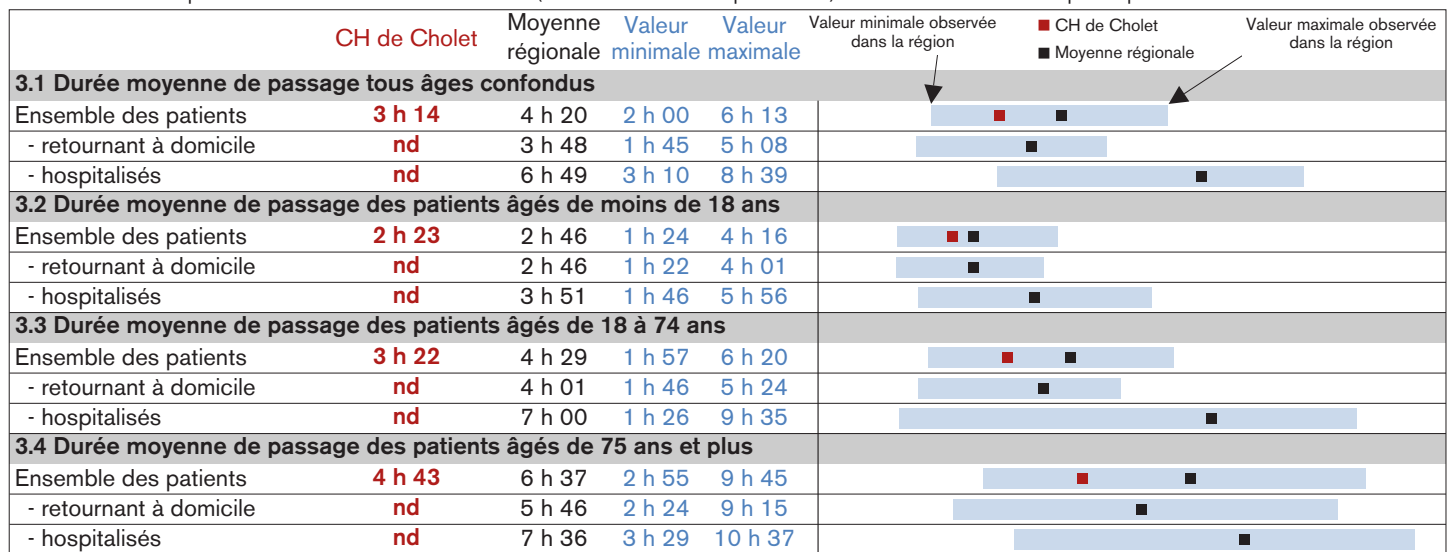 CH de Cholet Moyenne régionale Valeur minimale Valeur maximale
Valeur minimale observée dans la région
■ CH de Cholet
■ Moyenne régionale
Valeur maximale observée dans la région
3.1 Durée moyenne de passage tous âges confondus
Ensemble des patients 3 h 14 4 h 20 2 h 00 6 h 13
- retournant à domicile nd 3 h 48 1 h 45 5 h 08
- hospitalisés nd 6 h 49 3 h 10 8 h 39
3.2 Durée moyenne de passage des patients âgés de moins de 18 ans
Ensemble des patients 2 h 23 2 h 46 1 h 24 4 h 16
- retournant à domicile nd 2 h 46 1 h 22 4 h 01
- hospitalisés nd 3 h 51 1 h 46 5 h 56
3.3 Durée moyenne de passage des patients âgés de 18 à 74 ans
Ensemble des patients 3 h 22 4 h 29 1 h 57 6 h 20
- retournant à domicile nd 4 h 01 1 h 46 5 h 24
- hospitalisés nd 7 h 00 1 h 26 9 h 35
3.4 Durée moyenne de passage des patients âgés de 75 ans et plus
Ensemble des patients 4 h 43 6 h 37 2 h 55 9 h 45
- retournant à domicile nd 5 h 46 2 h 24 9 h 15
- hospitalisés nd 7 h 36 3 h 29 10 h 37